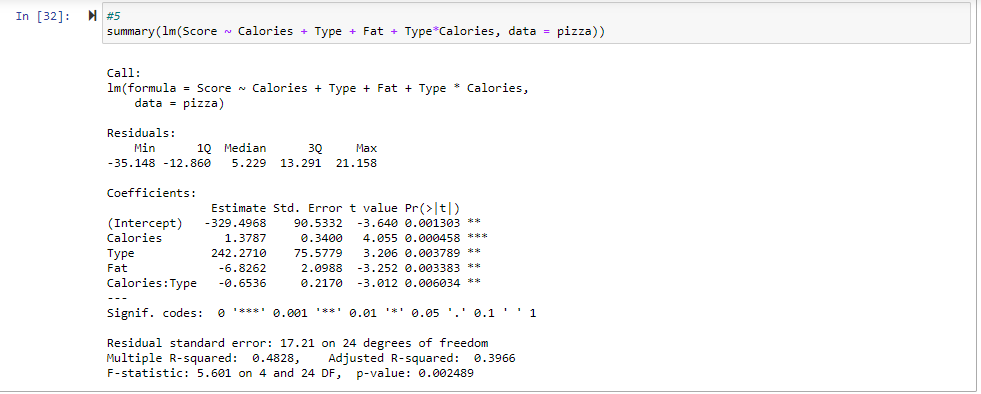 In [32]: #5
summary(lm(Score ~ Calories + Type + Fat + Type*Calories, data = pizza))
Call:
lm(formula = Score ~ Calories + Type + Fat + Type * Calories,
    data = pizza)
Residuals:
    Min      1Q  Median      3Q     Max
-35.148 -12.860   5.229  13.291  21.158
Coefficients:
               Estimate Std. Error t value Pr(>|t|)
(Intercept)   -329.4968    90.5332  -3.640 0.001303 **
Calories         1.3787     0.3400   4.055 0.000458 ***
Type           242.2710    75.5779   3.206 0.003789 **
Fat             -6.8262     2.0988  -3.252 0.003383 **
Calories:Type   -0.6536     0.2170  -3.012 0.006034 **
---
Signif. codes:  0 '***' 0.001 '**' 0.01 '*' 0.05 '.' 0.1 ' ' 1
Residual standard error: 17.21 on 24 degrees of freedom
Multiple R-squared:  0.4828,    Adjusted R-squared:  0.3966
F-statistic: 5.601 on 4 and 24 DF,  p-value: 0.002489